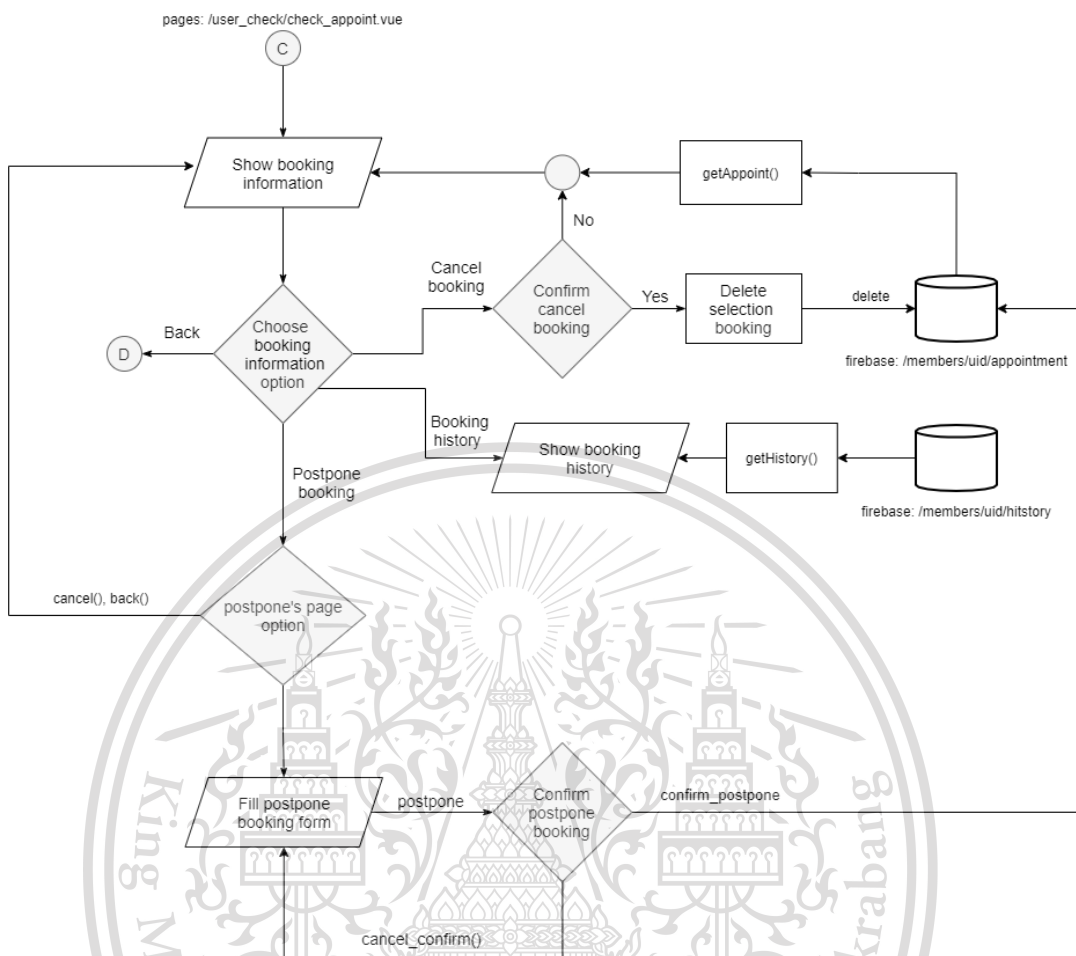 pages: /user_check/check_appoint.vue
C
Show booking
information
getAppoint()
No
Cancel
booking
Confirm
cancel
booking
Yes
Delete
selection
booking
delete
firebase: /members/uid/appointment
Back
D
Choose
booking
information
option
Booking
history
Show booking
history
getHistory()
firebase: /members/uid/hitstory
Postpone
booking
cancel(), back()
postpone's page
option
Fill postpone
booking form
postpone
Confirm
postpone
booking
confirm_postpone
cancel_confirm()
King M
krabang